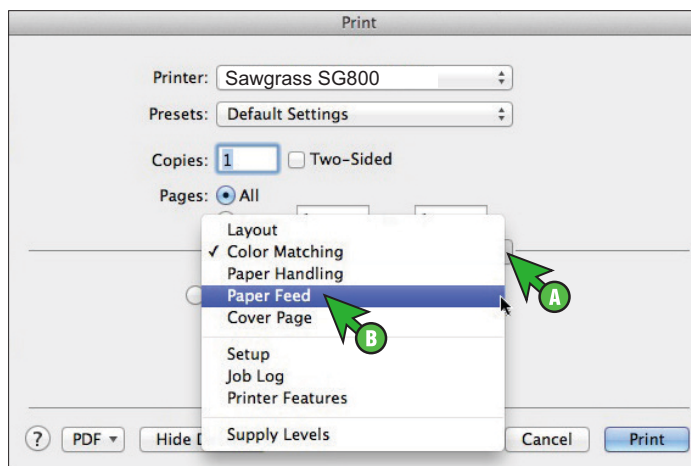 Print
Printer: Sawgrass SG800
Presets: Default Settings
Copies: 1 Two-Sided
Pages: All
Layout
✓ Color Matching
Paper Handling
A
Paper Feed
B
Cover Page
Setup
Job Log
Printer Features
Supply Levels
? PDF Hide Cancel Print